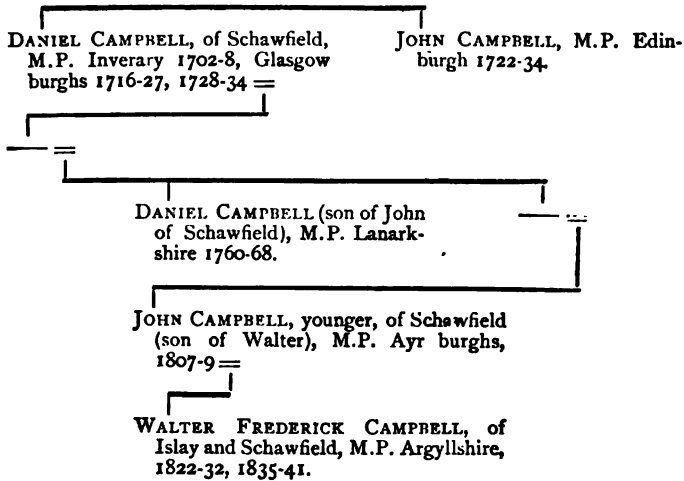 DANIEL CAMPBELL, of Schawfield,
M.P. Inverary 1702-8, Glasgow
burghs 1716-27, 1728-34 =
JOHN CAMPBELL, M.P. Edin-
burgh 1722-34.
— =
DANIEL CAMPBELL (son of John
of Schawfield), M.P. Lanark-
shire 1760-68.
— =
JOHN CAMPBELL, younger, of Schawfield
(son of Walter), M.P. Ayr burghs,
1807-9 =
WALTER FREDERICK CAMPBELL, of
Islay and Schawfield, M.P. Argyllshire,
1822-32, 1835-41.